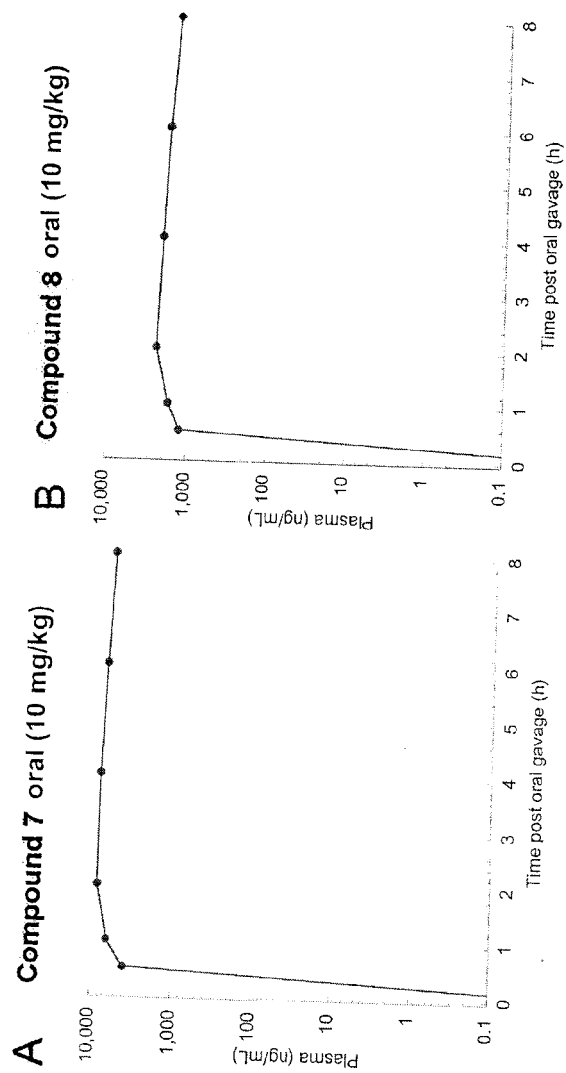 A
Compound 7 oral (10 mg/kg)
10,000
1,000
100
10
1
0.1
Plasma (ng/mL)
0 1 2 3 4 5 6 7 8
Time post oral gavage (h)
B
Compound 8 oral (10 mg/kg)
10,000
1,000
100
10
1
0.1
Plasma (ng/mL)
0 1 2 3 4 5 6 7 8
Time post oral gavage (h)